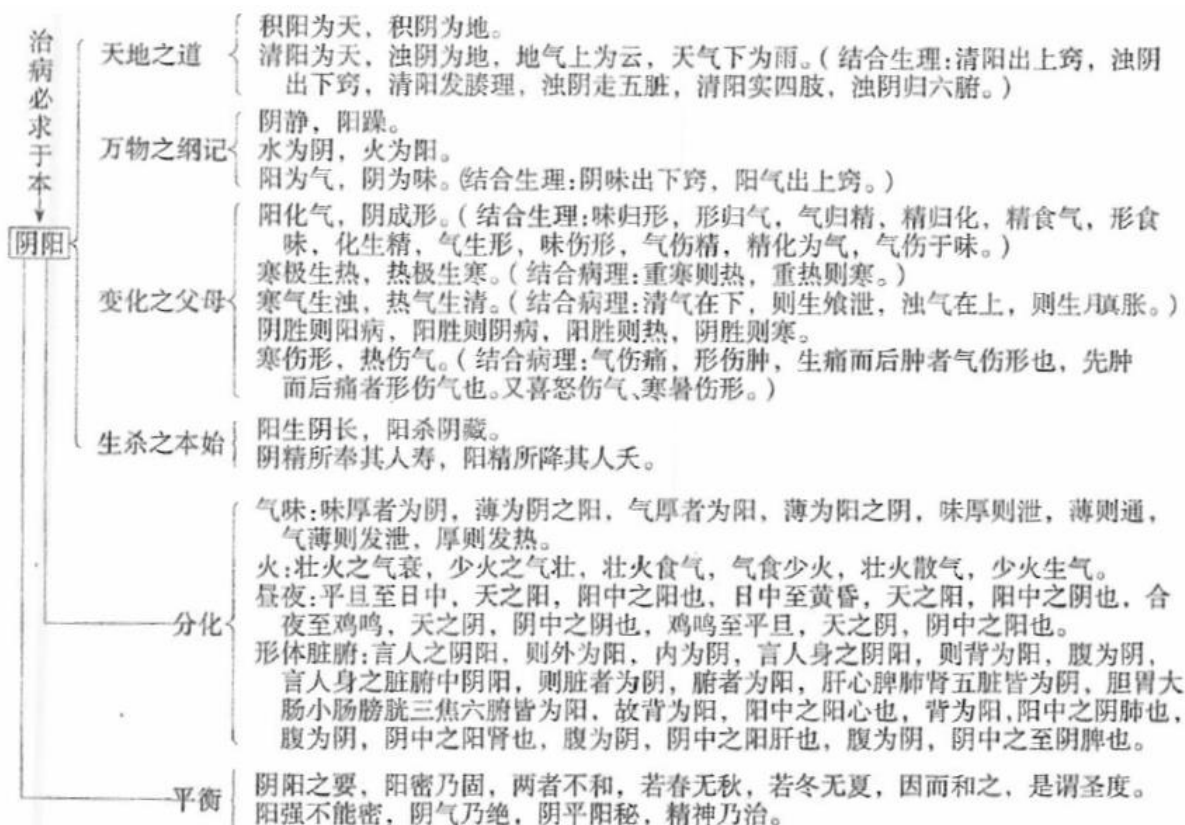 治病必求于本
阴阳
天地之道
积阳为天，积阴为地。
清阳为天，浊阴为地，地气上为云，天气下为雨。（结合生理：清阳出上窍，浊阴
出下窍，清阳发腠理，浊阴走五脏，清阳实四肢，浊阴归六腑。）
万物之纲记
阴静，阳躁。
水为阴，火为阳。
阳为气，阴为味。（结合生理：阴味出下窍，阳气出上窍。）
变化之父母
阳化气，阴成形。（结合生理：味归形，形归气，气归精，精归化，精食气，形食
味，化生精，气生形，味伤形，气伤精，精化为气，气伤于味。）
寒极生热，热极生寒。（结合病理：重寒则热，重热则寒。）
寒气生浊，热气生清。（结合病理：清气在下，则生飧泄，浊气在上，则生月真胀。）
阴胜则阳病，阳胜则阴病，阳胜则热，阴胜则寒。
寒伤形，热伤气。（结合病理：气伤痛，形伤肿，生痛而后肿者气伤形也，先肿
而后痛者形伤气也。又喜怒伤气、寒暑伤形。）
生杀之本始
阳生阴长，阳杀阴藏。
阴精所奉其人寿，阳精所降其人夭。
分化
气味：味厚者为阴，薄为阴之阳，气厚者为阳，薄为阳之阴，味厚则泄，薄则通，
气薄则发泄，厚则发热。
火：壮火之气衰，少火之气壮，壮火食气，气食少火，壮火散气，少火生气。
昼夜：平旦至日中，天之阳，阳中之阳也，日中至黄昏，天之阳，阳中之阴也，合
夜至鸡鸣，天之阴，阴中之阴也，鸡鸣至平旦，天之阴，阴中之阳也。
形体脏腑：言人之阴阳，则外为阳，内为阴，言人身之阴阳，则背为阳，腹为阴，
言人身之脏腑中阴阳，则脏者为阴，腑者为阳，肝心脾肺肾五脏皆为阴，胆胃大
肠小肠膀胱三焦六腑皆为阳，故背为阳，阳中之阳心也，背为阳，阳中之阴肺也，
腹为阴，阴中之阳肾也，腹为阴，阴中之阳肝也，腹为阴，阴中之至阴脾也。
平衡
阴阳之要，阳密乃固，两者不和，若春无秋，若冬无夏，因而和之，是谓圣度。
阳强不能密，阴气乃绝，阴平阳秘，精神乃治。